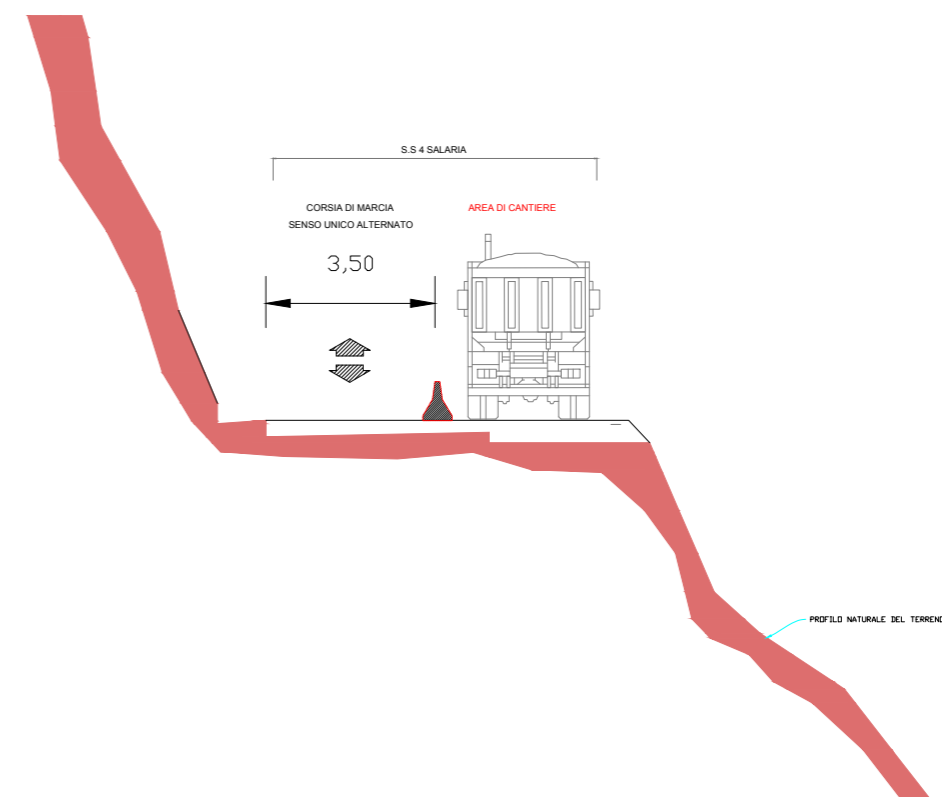 S.S 4 SALARIA
CORSIA DI MARCIA
SENSO UNICO ALTERNATO
AREA DI CANTIERE
3,50
PROFILO NATURALE DEL TERRENO